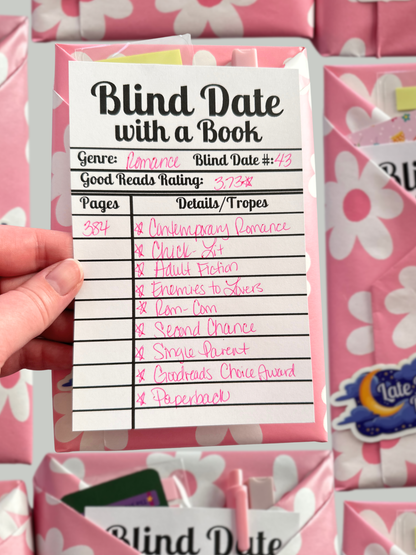 Blind Date
with a Book
Genre: Romance Blind Date #: 43
Good Reads Rating: 3.73☆
Pages Details/Tropes
384 ☆ Contemporary Romance
☆ Chick-Lit
☆ Adult Fiction
☆ Enemies to Lovers
☆ Rom-Com
☆ Second Chance
☆ Single Parent
☆ Goodreads Choice Award
☆ Paperback
Bli
Late
Blind Date